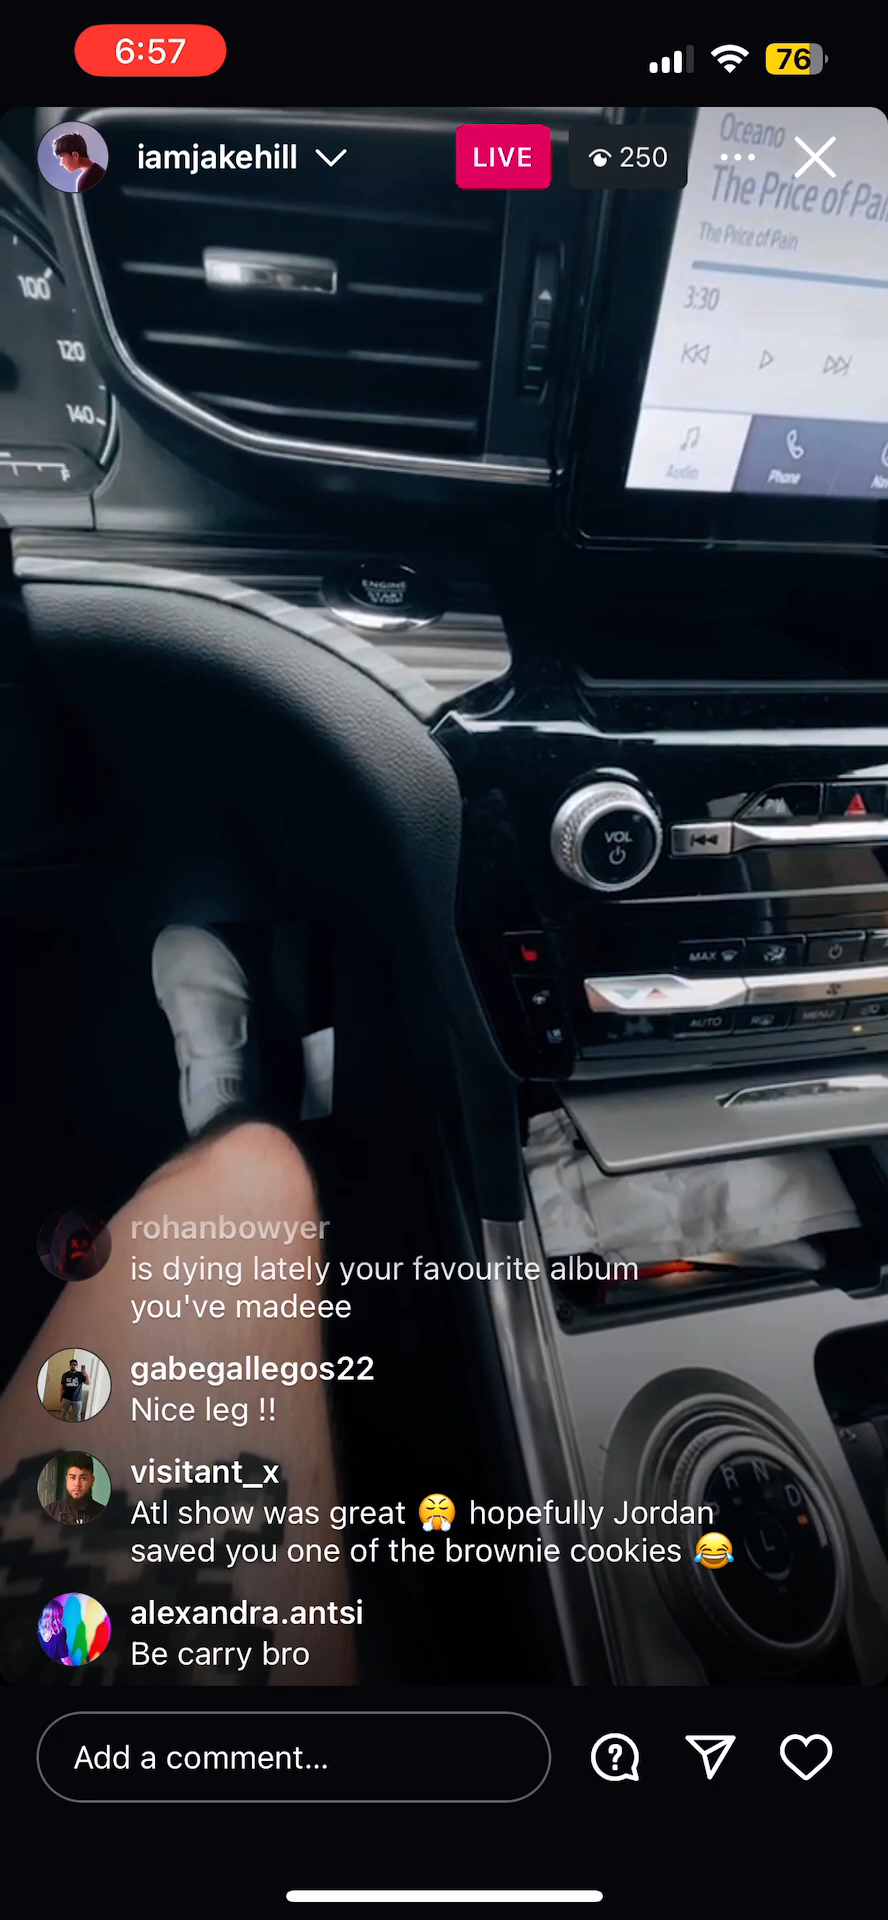 6:57
76
iamjakehill
LIVE
250
Oceano
The Price of Pai
The Price of Pain
3:30
100
120
140
F
Audio
Phone
ENGINE
START
STOP
VOL
MAX
AUTO
MENU
R N D
L
rohanbowyer
is dying lately your favourite album
you've madeee
gabegallegos22
Nice leg !!
visitant_x
Atl show was great 😤 hopefully Jordan
saved you one of the brownie cookies 😂
alexandra.antsi
Be carry bro
Add a comment...